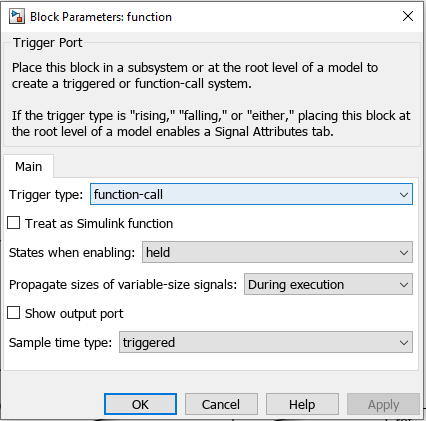 Block Parameters: function
Trigger Port
Place this block in a subsystem or at the root level of a model to
create a triggered or function-call system.
If the trigger type is "rising," "falling," or "either," placing this block at
the root level of a model enables a Signal Attributes tab.
Main
Trigger type: function-call
Treat as Simulink function
States when enabling: held
Propagate sizes of variable-size signals: During execution
Show output port
Sample time type: triggered
OK Cancel Help Apply